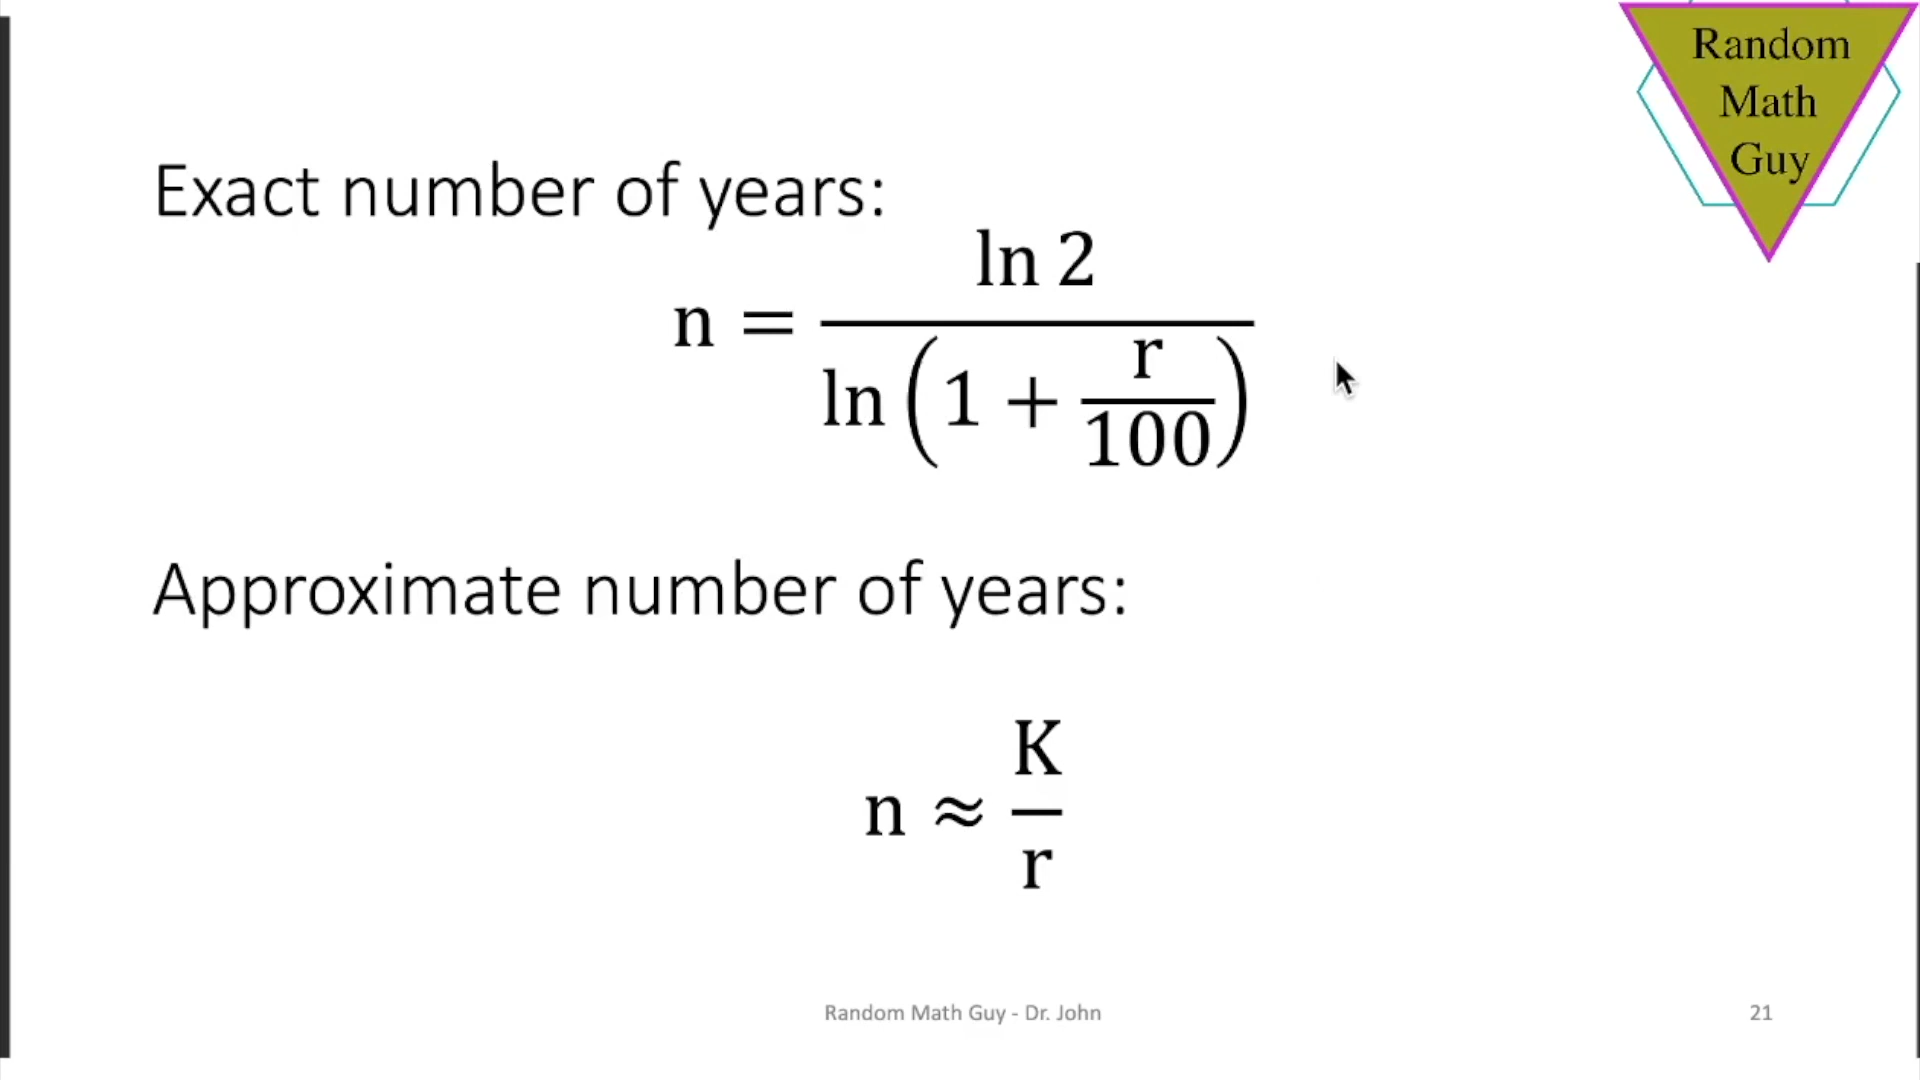 Random
Math
Guy
Exact number of years:
n = ln 2 / ln (1 + r/100)
Approximate number of years:
n ≈ K/r
Random Math Guy - Dr. John
21